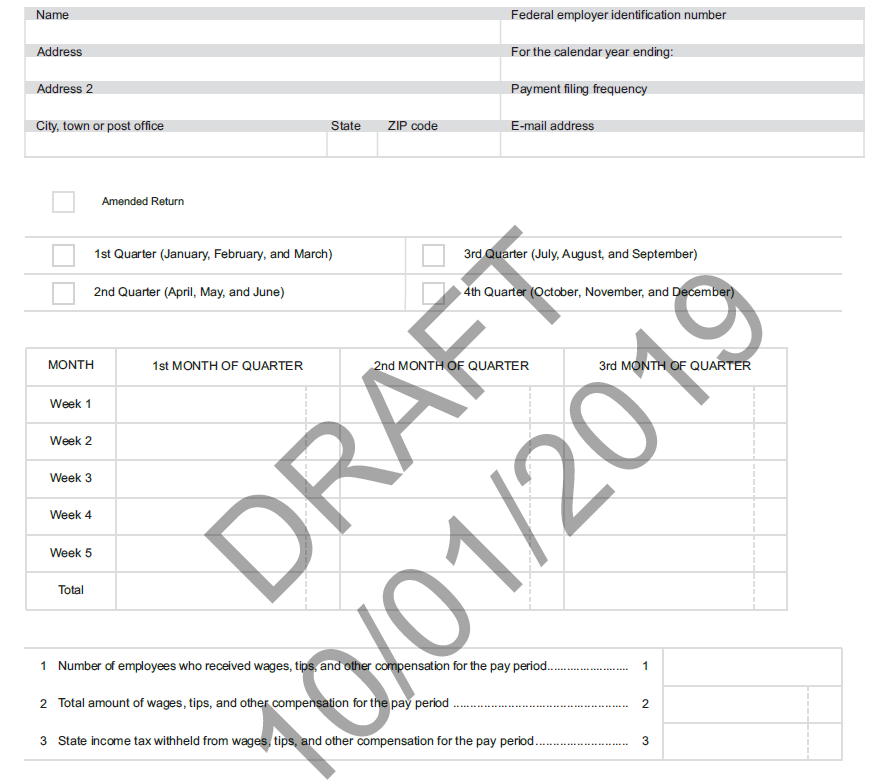 Name Federal employer identification number
Address For the calendar year ending:
Address 2 Payment filing frequency
City, town or post office State ZIP code E-mail address
Amended Return
1st Quarter (January, February, and March) 3rd Quarter (July, August, and September)
2nd Quarter (April, May, and June) 4th Quarter (October, November, and December)
MONTH 1st MONTH OF QUARTER 2nd MONTH OF QUARTER 3rd MONTH OF QUARTER
Week 1
Week 2
Week 3
Week 4
Week 5
Total
1 Number of employees who received wages, tips, and other compensation for the pay period........................ 1
2 Total amount of wages, tips, and other compensation for the pay period .................................................... 2
3 State income tax withheld from wages, tips, and other compensation for the pay period........................... 3
DRAFT
10/01/2019